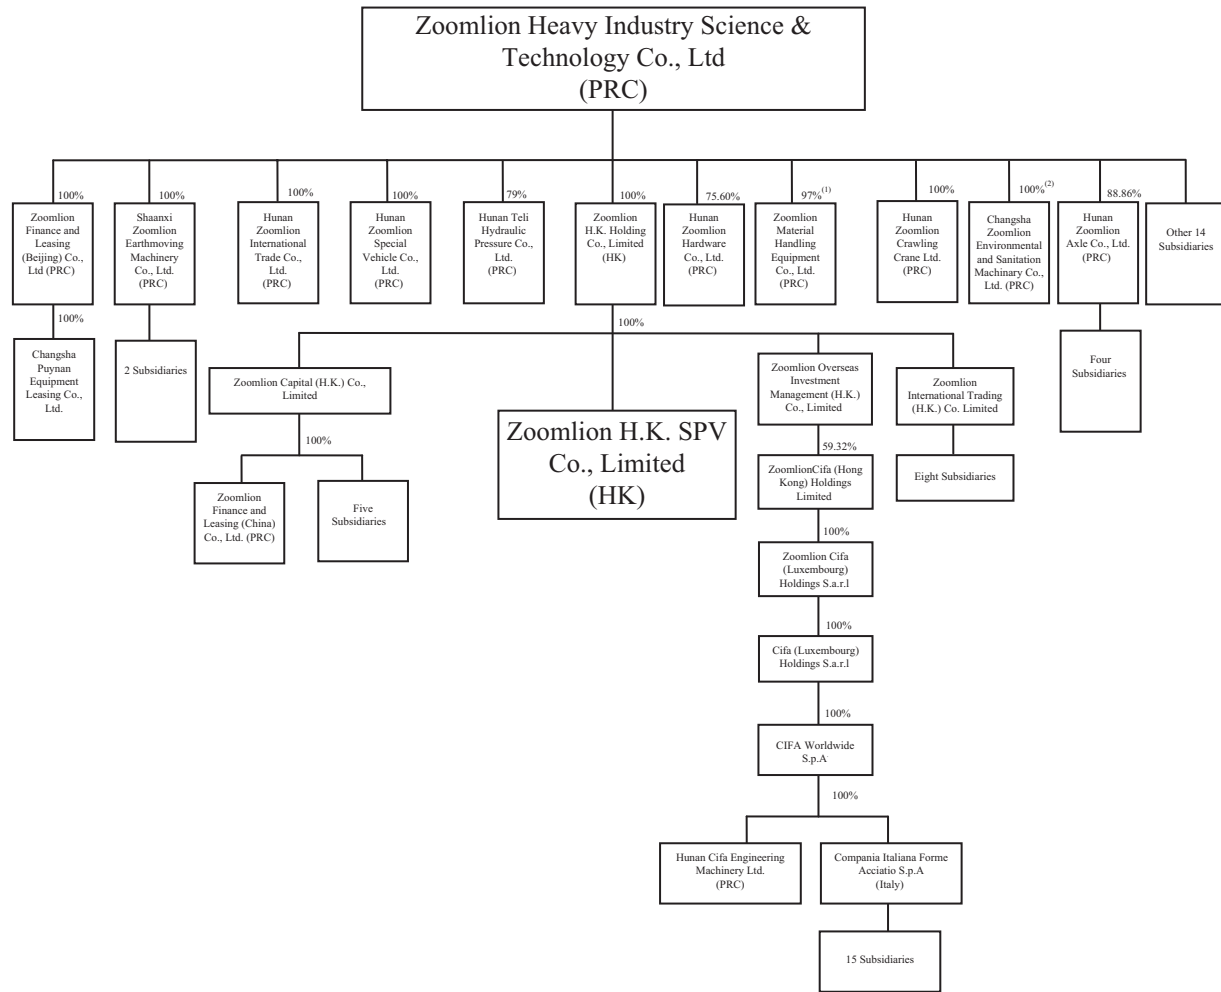 Zoomlion Heavy Industry Science &
Technology Co., Ltd
(PRC)
100%
Zoomlion
Finance and
Leasing
(Beijing) Co.,
Ltd (PRC)
100%
Shaanxi
Zoomlion
Earthmoving
Machinery
Co., Ltd.
(PRC)
100%
Hunan
Zoomlion
International
Trade Co.,
Ltd.
(PRC)
100%
Hunan
Zoomlion
Special
Vehicle Co.,
Ltd.
(PRC)
79%
Hunan Teli
Hydraulic
Pressure Co.,
Ltd.
(PRC)
100%
Zoomlion
H.K. Holding
Co., Limited
(HK)
75.60%
Hunan
Zoomlion
Hardware
Co., Ltd.
(PRC)
97%(1)
Zoomlion
Material
Handling
Equipment
Co., Ltd.
(PRC)
100%
Hunan
Zoomlion
Crawling
Crane Ltd.
(PRC)
100%(2)
Changsha
Zoomlion
Environmental
and Sanitation
Machinary Co.,
Ltd. (PRC)
88.86%
Hunan
Zoomlion
Axle Co., Ltd.
(PRC)
Other 14
Subsidiaries
100%
Changsha
Puynan
Equipment
Leasing Co.,
Ltd.
2 Subsidiaries
100%
Zoomlion Capital (H.K.) Co.,
Limited
Zoomlion H.K. SPV
Co., Limited
(HK)
Zoomlion Overseas
Investment
Management (H.K.)
Co., Limited
Zoomlion
International Trading
(H.K.) Co. Limited
Four
Subsidiaries
100%
Zoomlion
Finance and
Leasing (China)
Co., Ltd. (PRC)
Five
Subsidiaries
59.32%
ZoomlionCifa (Hong
Kong) Holdings
Limited
Eight Subsidiaries
100%
Zoomlion Cifa
(Luxembourg)
Holdings S.a.r.l
100%
Cifa (Luxembourg)
Holdings S.a.r.l
100%
CIFA Worldwide
S.p.A
100%
Hunan Cifa Engineering
Machinery Ltd.
(PRC)
Compania Italiana Forme
Acciatio S.p.A
(Italy)
15 Subsidiaries